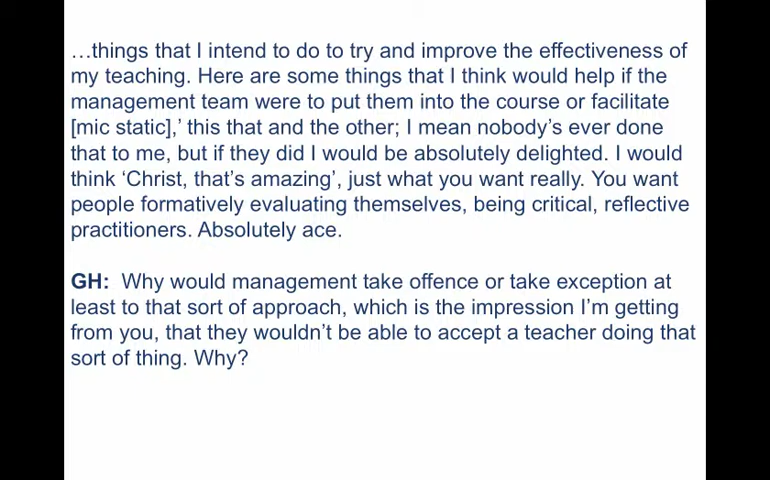 …things that I intend to do to try and improve the effectiveness of
my teaching. Here are some things that I think would help if the
management team were to put them into the course or facilitate
[mic static],’ this that and the other; I mean nobody’s ever done
that to me, but if they did I would be absolutely delighted. I would
think ‘Christ, that’s amazing’, just what you want really. You want
people formatively evaluating themselves, being critical, reflective
practitioners. Absolutely ace.
GH: Why would management take offence or take exception at
least to that sort of approach, which is the impression I’m getting
from you, that they wouldn’t be able to accept a teacher doing that
sort of thing. Why?